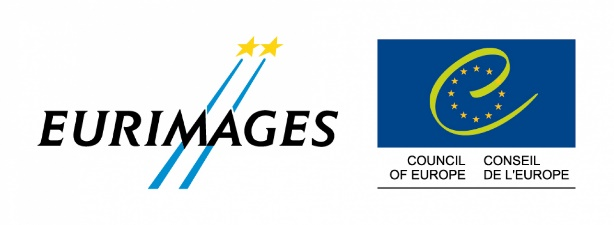 EURIMAGES
COUNCIL OF EUROPE
CONSEIL DE L'EUROPE